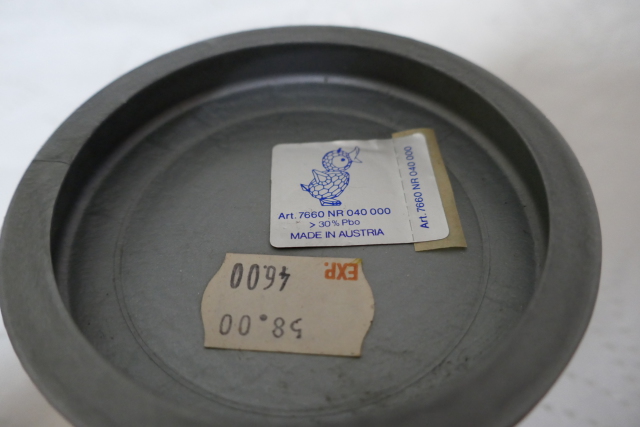 Art. 7660 NR 040 000
> 30% Pbo
MADE IN AUSTRIA
Art. 7660 NR 040 000
EXP.
4600
58.00